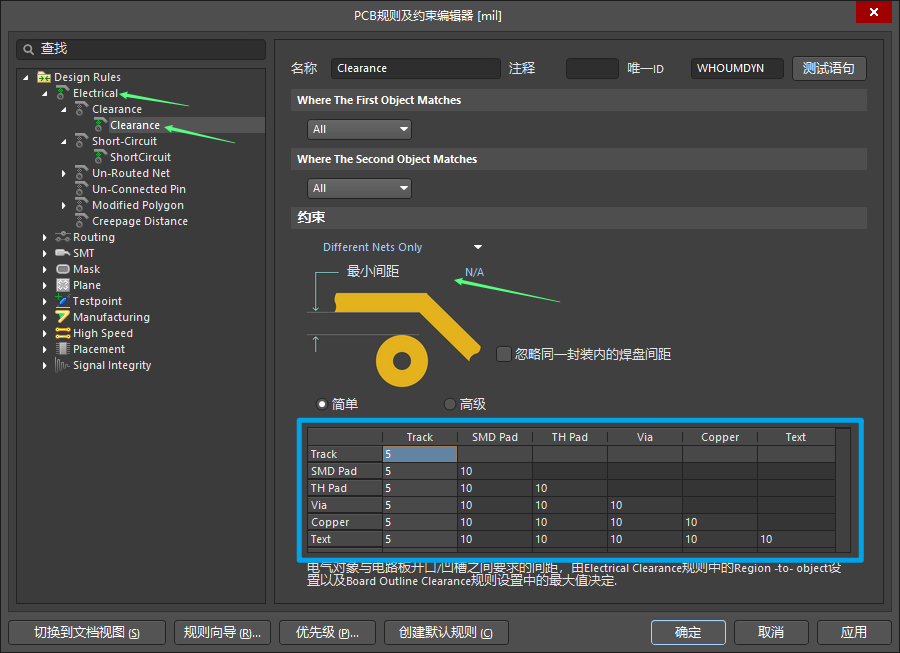 PCB规则及约束编辑器 [mil]
查找
Design Rules
Electrical
Clearance
Clearance
Short-Circuit
ShortCircuit
Un-Routed Net
Un-Connected Pin
Modified Polygon
Creepage Distance
Routing
SMT
Mask
Plane
Testpoint
Manufacturing
High Speed
Placement
Signal Integrity
名称 Clearance 注释 唯一ID WHOUMDYN 测试语句
Where The First Object Matches
All
Where The Second Object Matches
All
约束
Different Nets Only
最小间距 N/A
忽略同一封装内的焊盘间距
简单 高级
Track SMD Pad TH Pad Via Copper Text
Track 5
SMD Pad 5 10
TH Pad 5 10 10
Via 5 10 10 10
Copper 5 10 10 10 10
Text 5 10 10 10 10 10
电气对象与电路板开口/凹槽之间要求的间距，由Electrical Clearance规则中的Region -to- object设
置以及Board Outline Clearance规则设置中的最大值决定.
切换到文档视图 (S) 规则向导 (R)... 优先级 (P)... 创建默认规则 (C) 确定 取消 应用